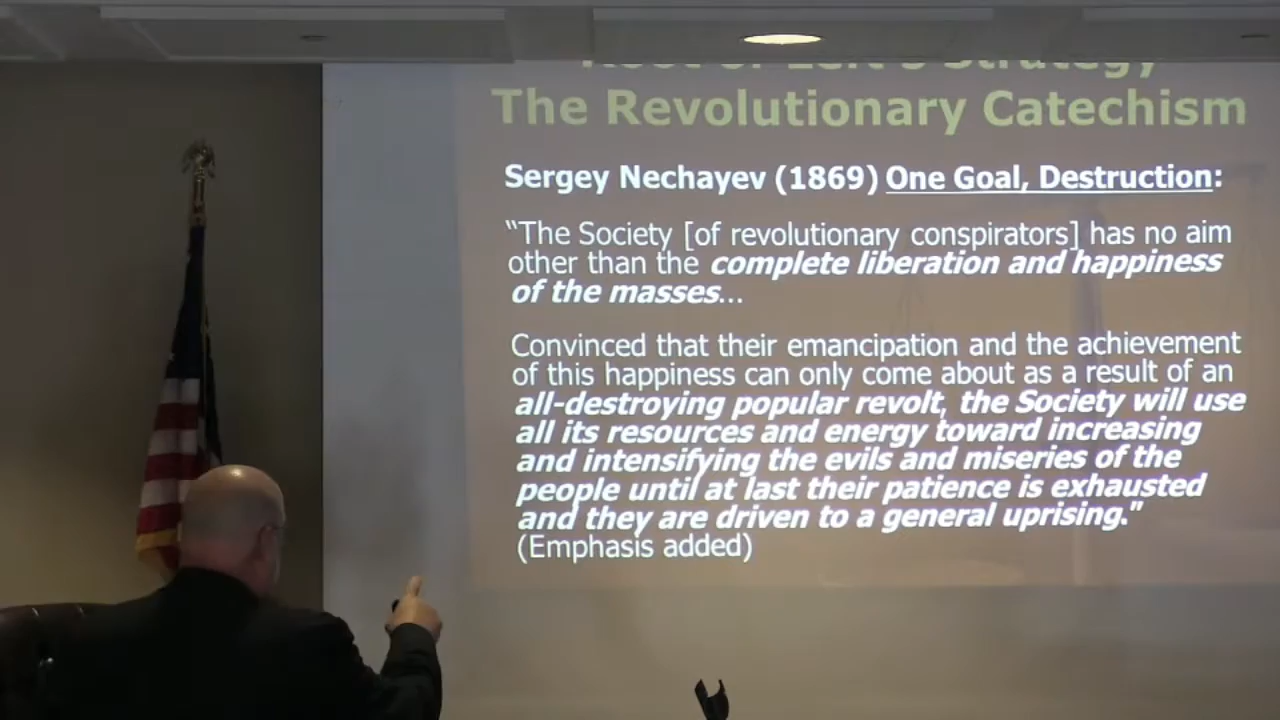 Root of Left's Strategy
The Revolutionary Catechism
Sergey Nechayev (1869) One Goal, Destruction:
“The Society [of revolutionary conspirators] has no aim
other than the complete liberation and happiness
of the masses...
Convinced that their emancipation and the achievement
of this happiness can only come about as a result of an
all-destroying popular revolt, the Society will use
all its resources and energy toward increasing
and intensifying the evils and miseries of the
people until at last their patience is exhausted
and they are driven to a general uprising.”
(Emphasis added)